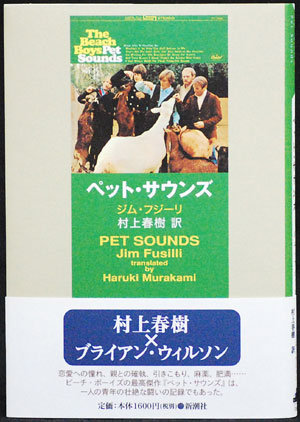 The
Beach
Boys Pet
Sounds
ペット・サウンズ
ジム・フジーリ
村上春樹 訳
PET SOUNDS
Jim Fusilli
translated
by
Haruki Murakami
村上春樹
×
ブライアン・ウィルソン
恋愛への憧れ、親との確執、引きこもり、麻薬、肥満……
ビーチ・ボーイズの最高傑作『ペット・サウンズ』は、
一人の青年の壮絶な闘いの記録でもあった。
定価：本体1600円(税別)●新潮社